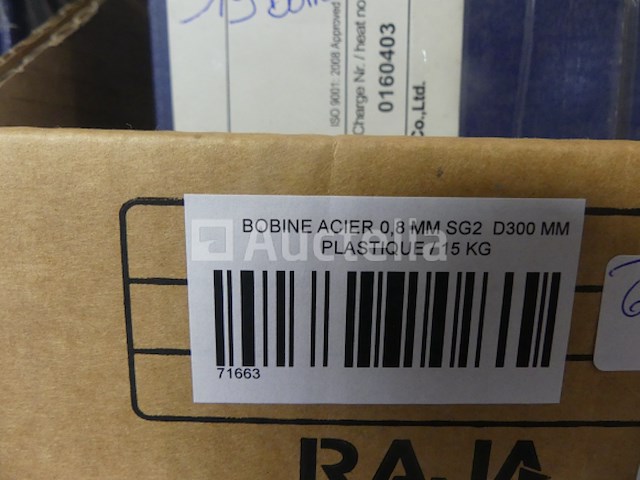 ISO 9001: 2008 Approved
Charge Nr. / heat no
0160403
Co.,Ltd.
BOBINE ACIER 0,8 MM SG2 D300 MM
PLASTIQUE / 15 KG
Auctelia
71663
RAJA